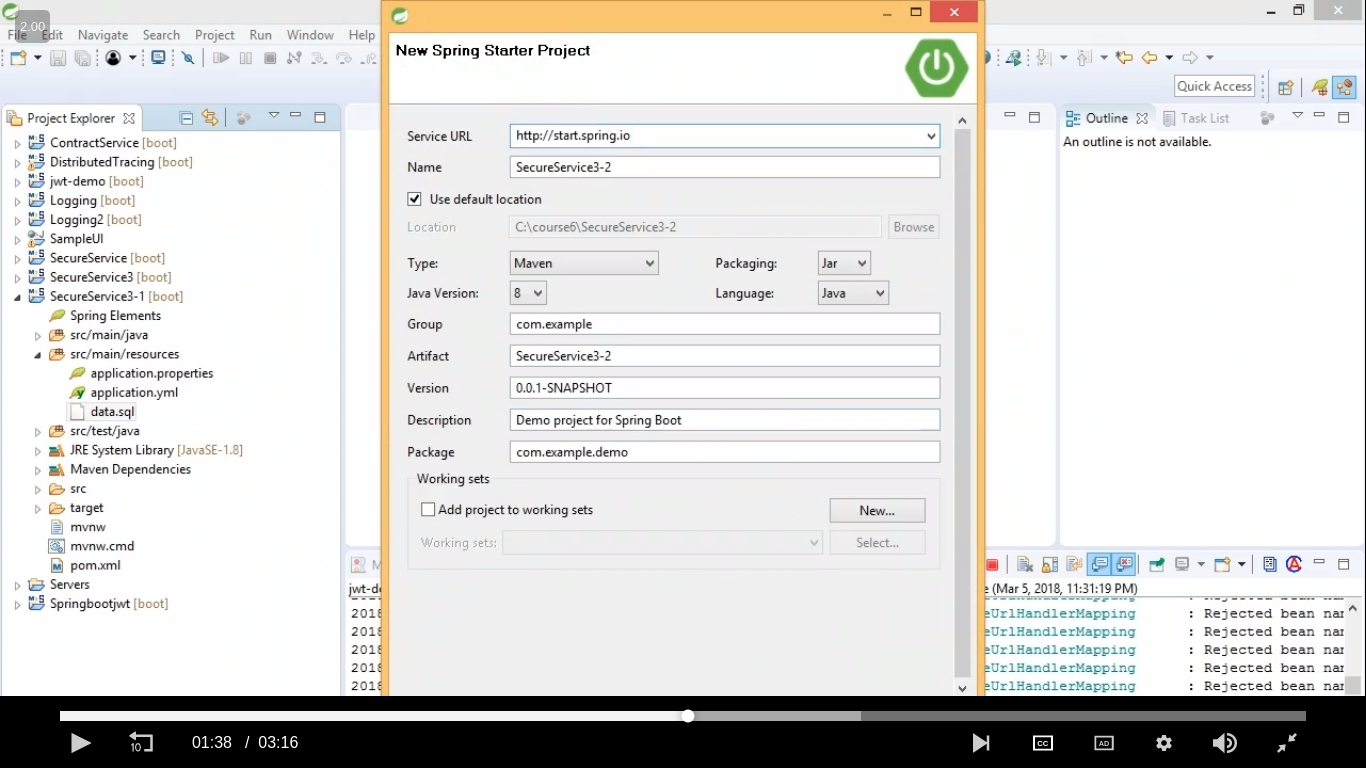 2.00
File Edit Navigate Search Project Run Window Help
Quick Access
Project Explorer
ContractService [boot]
DistributedTracing [boot]
jwt-demo [boot]
Logging [boot]
Logging2 [boot]
SampleUI
SecureService [boot]
SecureService3 [boot]
SecureService3-1 [boot]
Spring Elements
src/main/java
src/main/resources
application.properties
application.yml
data.sql
src/test/java
JRE System Library [JavaSE-1.8]
Maven Dependencies
src
target
mvnw
mvnw.cmd
pom.xml
Servers
Springbootjwt [boot]
New Spring Starter Project
Service URL http://start.spring.io
Name SecureService3-2
Use default location
Location C:\course6\SecureService3-2 Browse
Type: Maven Packaging: Jar
Java Version: 8 Language: Java
Group com.example
Artifact SecureService3-2
Version 0.0.1-SNAPSHOT
Description Demo project for Spring Boot
Package com.example.demo
Working sets
Add project to working sets New...
Working sets: Select...
Outline Task List
An outline is not available.
jwt-d e (Mar 5, 2018, 11:31:19 PM)
2018 eUrlHandlerMapping : Rejected bean nam
2018 eUrlHandlerMapping : Rejected bean nam
2018 eUrlHandlerMapping : Rejected bean nam
2018 eUrlHandlerMapping : Rejected bean nam
2018 eUrlHandlerMapping : Rejected bean nam
10 01:38 / 03:16 CC AD